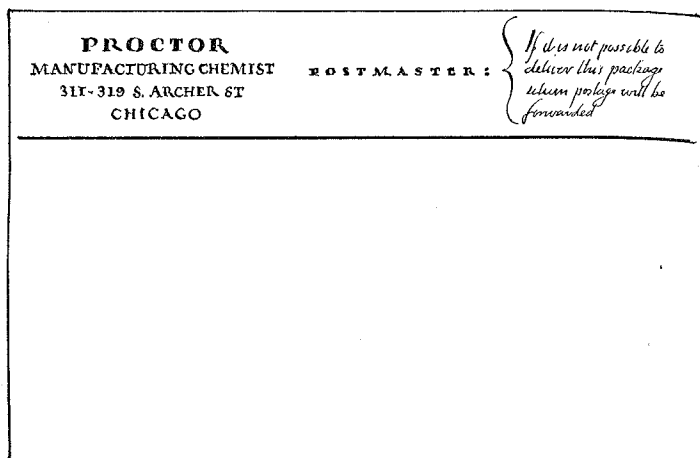 PROCTOR
MANUFACTURING CHEMIST
311-319 S. ARCHER ST
CHICAGO
POSTMASTER:
If it is not possible to
deliver this package
return postage will be
forwarded